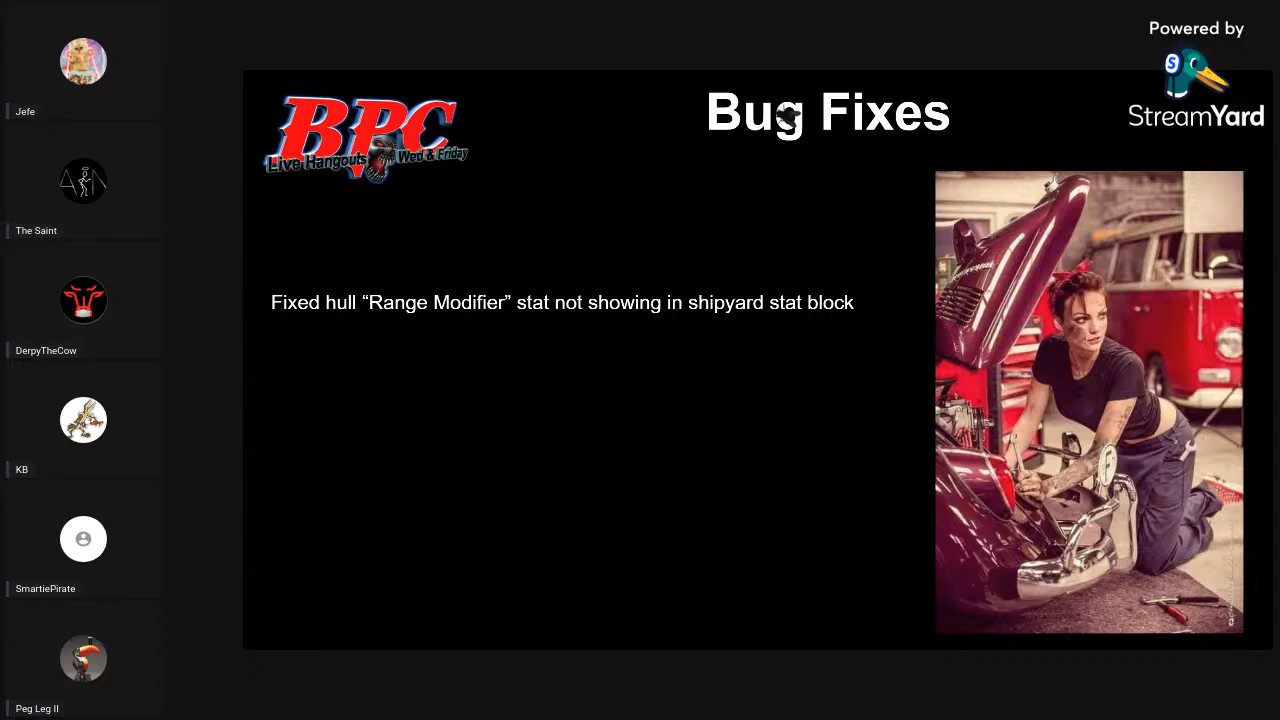 Jefe
The Saint
DerpyTheCow
KB
SmartiePirate
Peg Leg II
BPC
Live Hangouts Wed & Friday
Bug Fixes
Fixed hull “Range Modifier” stat not showing in shipyard stat block
Powered by
S
StreamYard